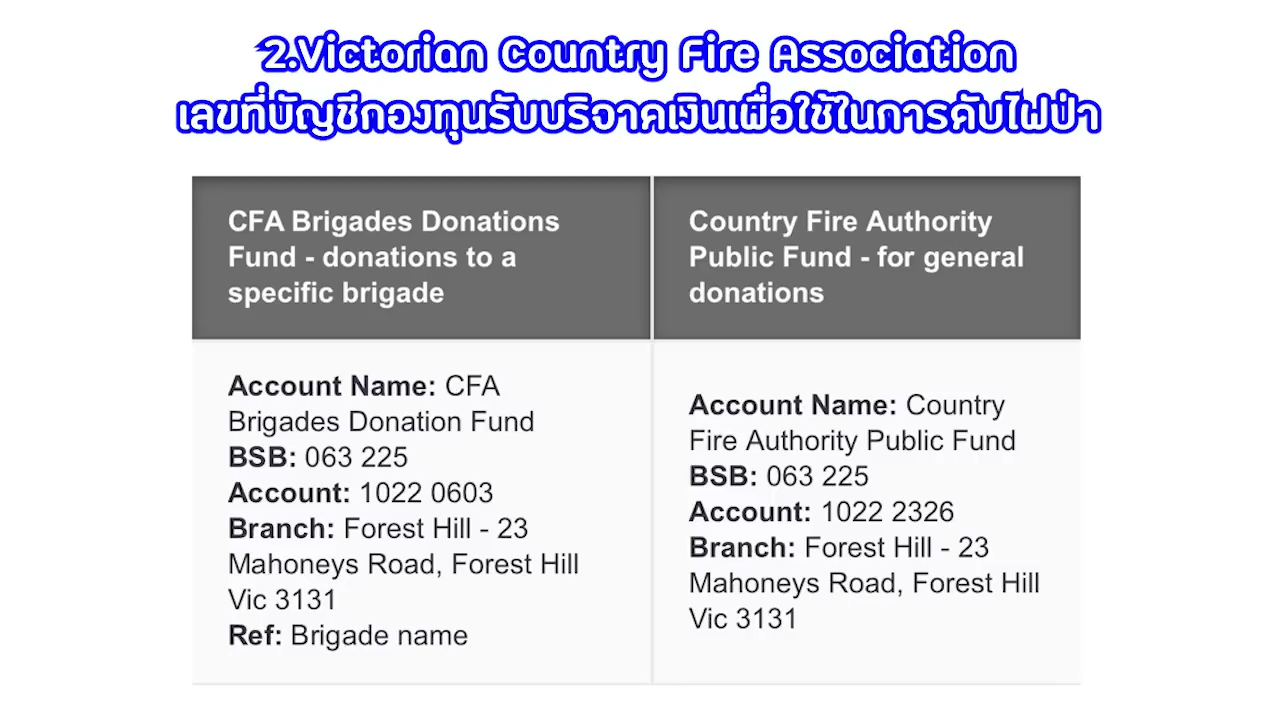 2.Victorian Country Fire Association
เลขที่บัญชีกองทุนรับบริจาคเงินเพื่อใช้ในการดับไฟป่า
CFA Brigades Donations
Fund - donations to a
specific brigade
Country Fire Authority
Public Fund - for general
donations
Account Name: CFA
Brigades Donation Fund
BSB: 063 225
Account: 1022 0603
Branch: Forest Hill - 23
Mahoneys Road, Forest Hill
Vic 3131
Ref: Brigade name
Account Name: Country
Fire Authority Public Fund
BSB: 063 225
Account: 1022 2326
Branch: Forest Hill - 23
Mahoneys Road, Forest Hill
Vic 3131